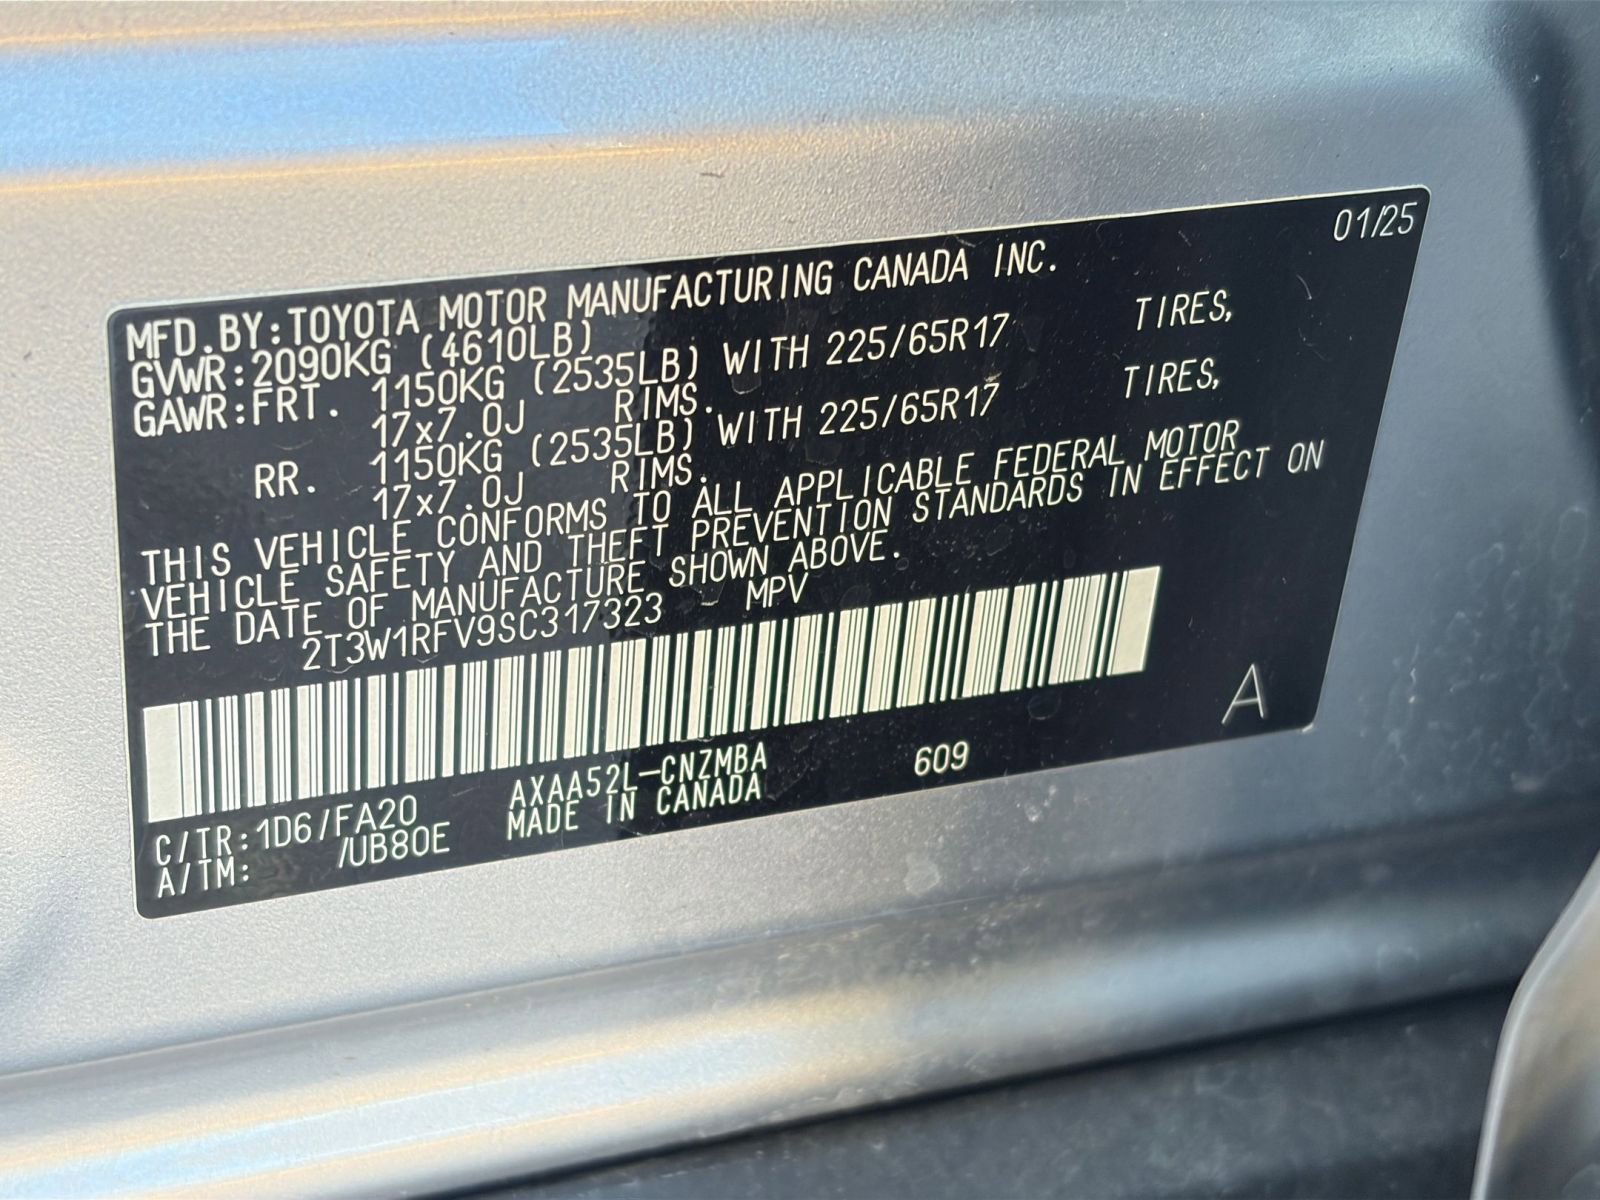 01/25
MFD.BY:TOYOTA MOTOR MANUFACTURING CANADA INC.
GVWR:2090KG (4610LB)
GAWR:FRT. 1150KG (2535LB) WITH 225/65R17 TIRES,
17x7.0J RIMS.
RR. 1150KG (2535LB) WITH 225/65R17 TIRES,
17x7.0J RIMS.
THIS VEHICLE CONFORMS TO ALL APPLICABLE FEDERAL MOTOR
VEHICLE SAFETY AND THEFT PREVENTION STANDARDS IN EFFECT ON
THE DATE OF MANUFACTURE SHOWN ABOVE.
2T3W1RFV9SC317323 MPV
A
C/TR:1D6/FA20 AXAA52L-CNZMBA 609
A/TM: /UB80E MADE IN CANADA